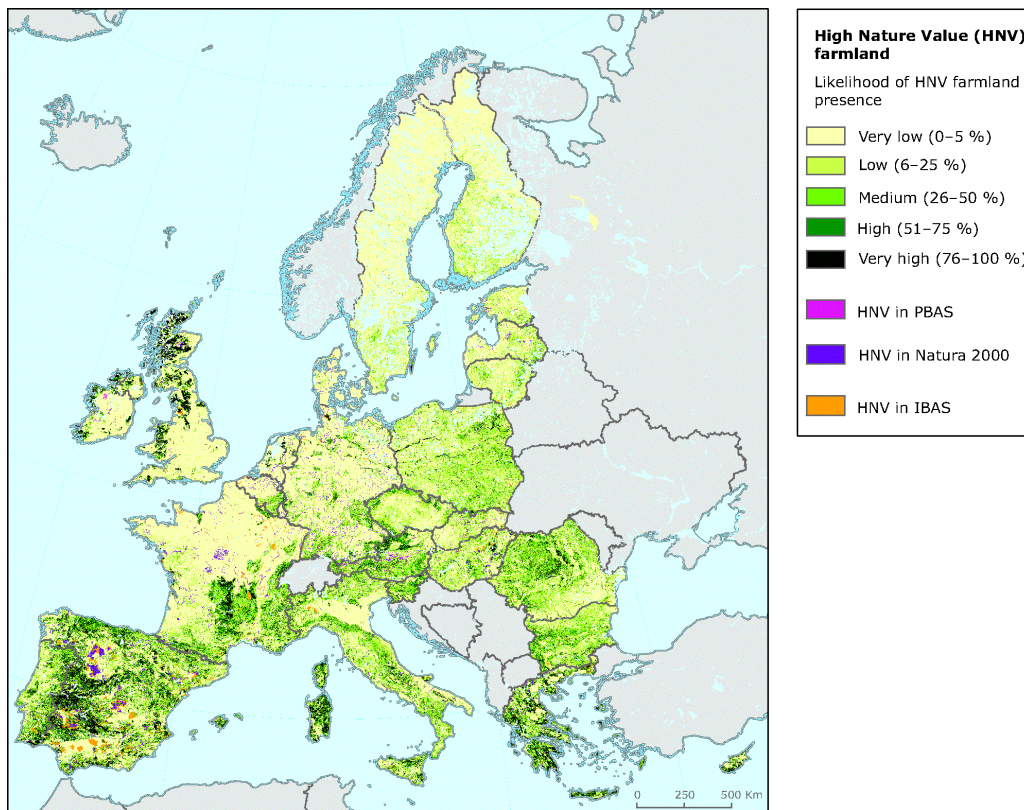 High Nature Value (HNV)
farmland
Likelihood of HNV farmland
presence
Very low (0–5 %)
Low (6–25 %)
Medium (26–50 %)
High (51–75 %)
Very high (76–100 %)
HNV in PBAS
HNV in Natura 2000
HNV in IBAS
0 250 500 Km